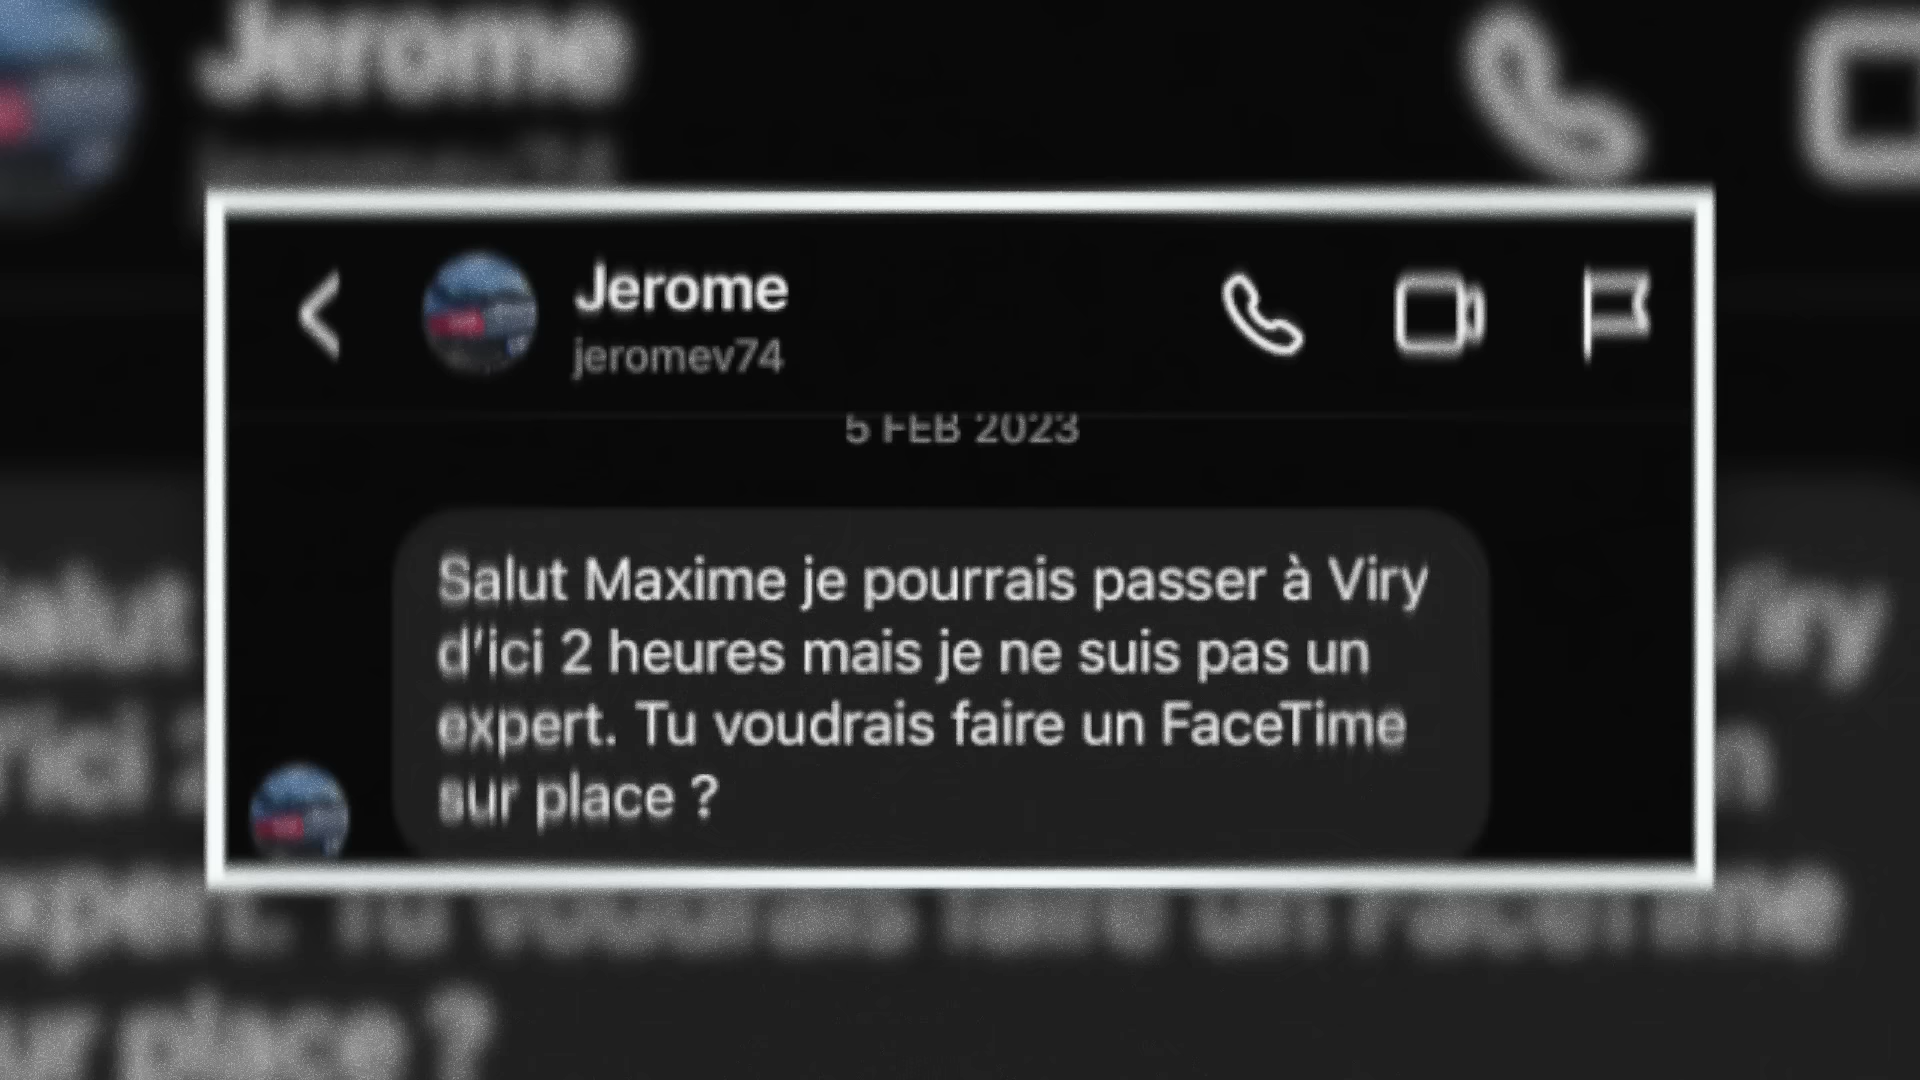 Jerome
jeromev74
5 FEB 2023
Salut Maxime je pourrais passer à Viry
d'ici 2 heures mais je ne suis pas un
expert. Tu voudrais faire un FaceTime
sur place ?